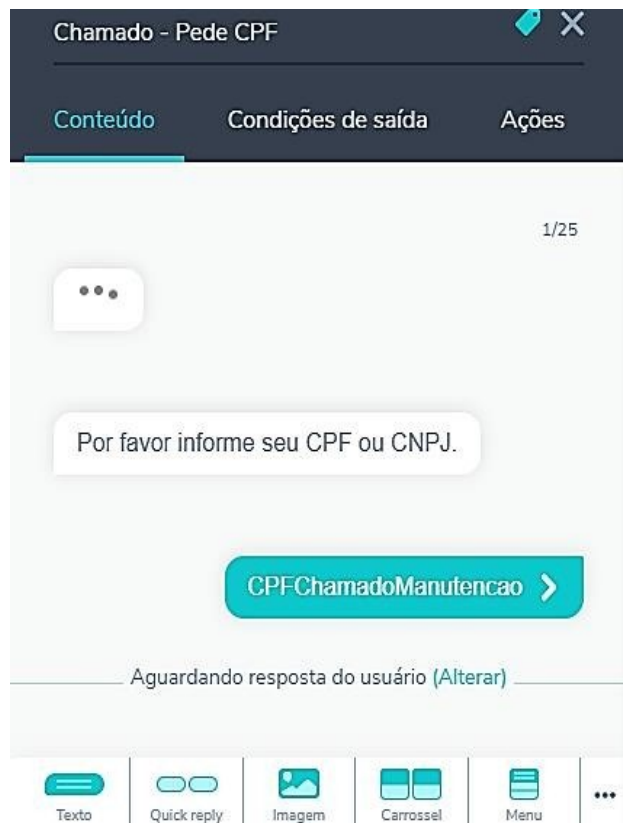 Chamado - Pede CPF
Conteúdo Condições de saída Ações
1/25
Por favor informe seu CPF ou CNPJ.
CPFChamadoManutencao
Aguardando resposta do usuário (Alterar)
Texto Quick reply Imagem Carrossel Menu